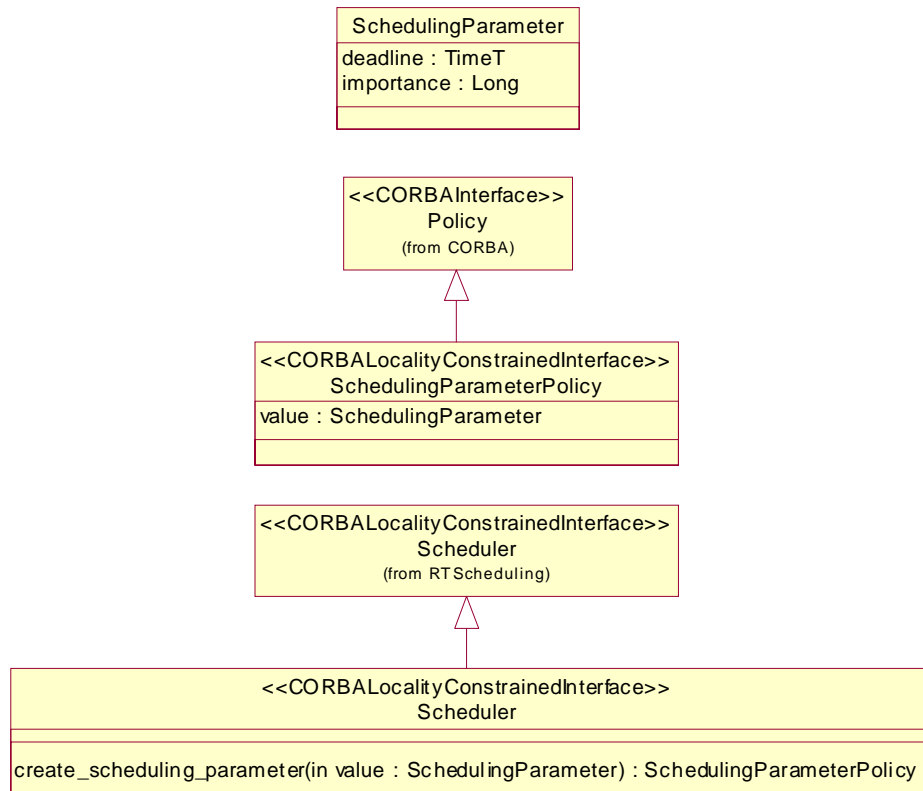 SchedulingParameter
deadline : TimeT
importance : Long
<<CORBAInterface>>
Policy
(from CORBA)
<<CORBALocalityConstrainedInterface>>
SchedulingParameterPolicy
value : SchedulingParameter
<<CORBALocalityConstrainedInterface>>
Scheduler
(from RTScheduling)
<<CORBALocalityConstrainedInterface>>
Scheduler
create_scheduling_parameter(in value : SchedulingParameter) : SchedulingParameterPolicy